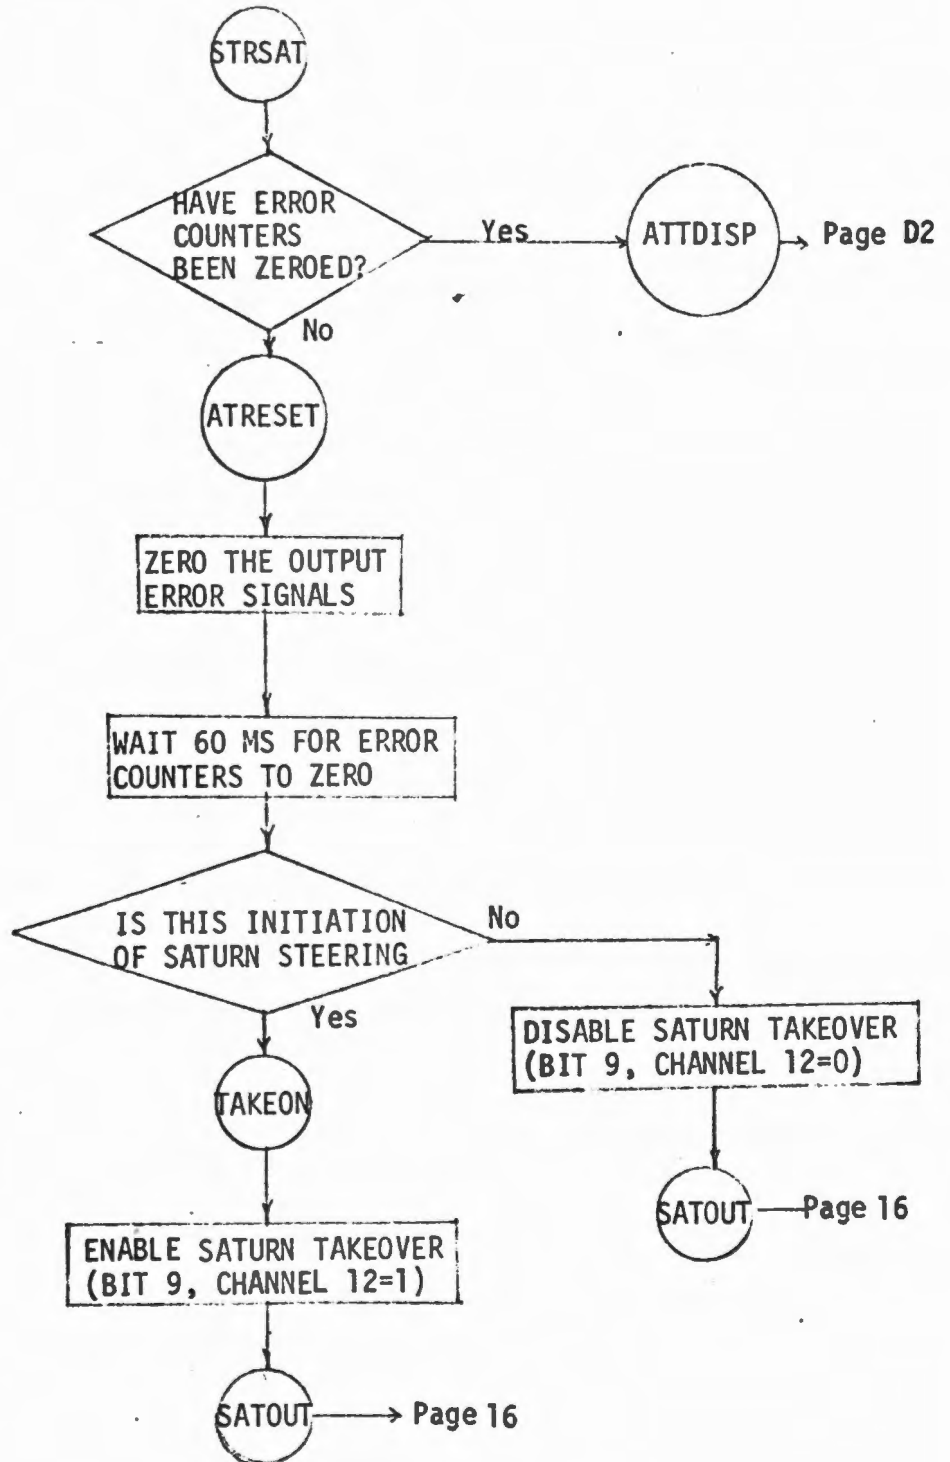 STRSAT
HAVE ERROR
COUNTERS
BEEN ZEROED?
Yes
ATTDISP
Page D2
No
ATRESET
ZERO THE OUTPUT
ERROR SIGNALS
WAIT 60 MS FOR ERROR
COUNTERS TO ZERO
IS THIS INITIATION
OF SATURN STEERING
No
Yes
DISABLE SATURN TAKEOVER
(BIT 9, CHANNEL 12=0)
TAKEON
SATOUT
Page 16
ENABLE SATURN TAKEOVER
(BIT 9, CHANNEL 12=1)
SATOUT
Page 16